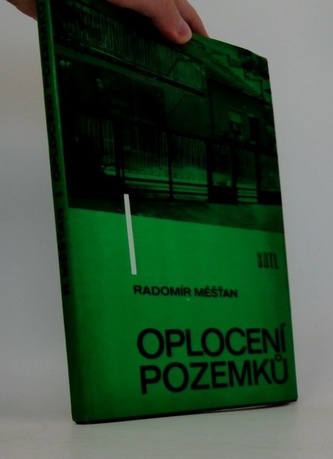 SNTL
RADOMÍR MĚŠŤAN
OPLOCENÍ
POZEMKŮ